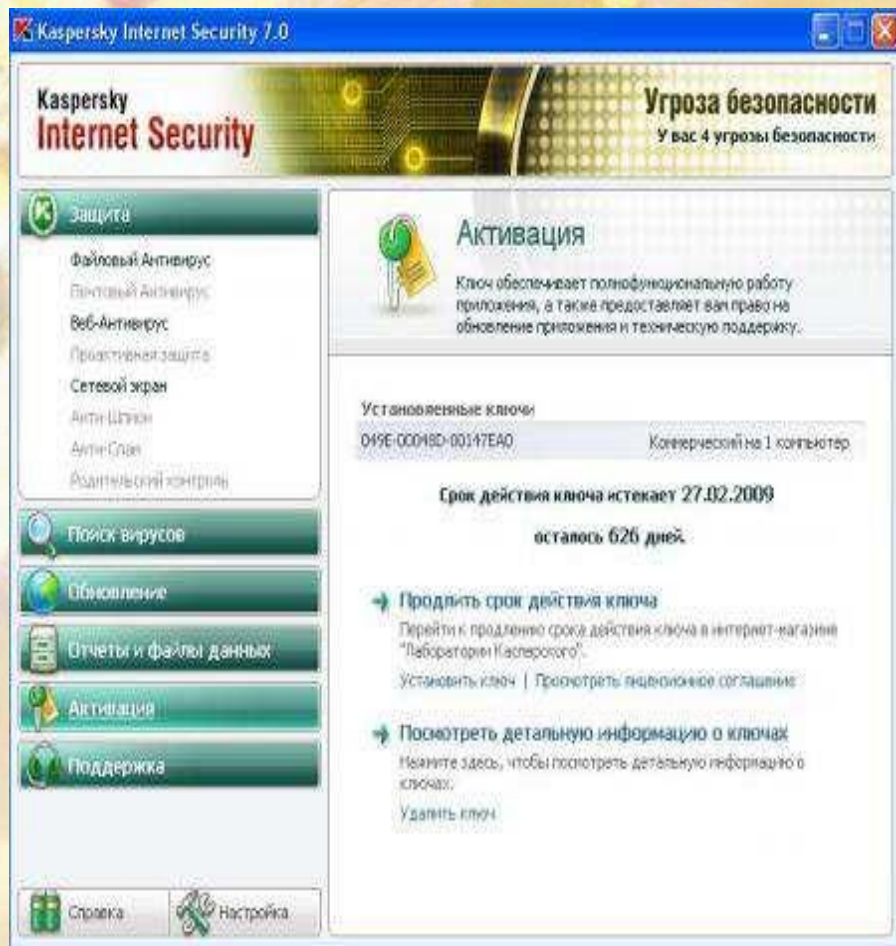 Kaspersky Internet Security 7.0
Kaspersky
Internet Security
Угроза безопасности
У вас 4 угрозы безопасности
Защита
Файловый Антивирус
Почтовый Антивирус
Веб-Антивирус
Проактивная защита
Сетевой экран
Анти-Шпион
Анти-Спам
Родительский контроль
Поиск вирусов
Обновление
Отчеты и файлы данных
Активация
Поддержка
Справка
Настройка
Активация
Ключ обеспечивает полнофункциональную работу
приложения, а также предоставляет вам право на
обновление приложения и техническую поддержку.
Установленные ключи
049E-00048D-00147EA0 Коммерческий на 1 компьютер
Срок действия ключа истекает 27.02.2009
осталось 626 дней.
Продлить срок действия ключа
Перейти к продлению срока действия ключа в интернет-магазине
"Лаборатории Касперского".
Установить ключ | Просмотреть лицензионное соглашение
Посмотреть детальную информацию о ключах
Нажмите здесь, чтобы посмотреть детальную информацию о
ключах.
Удалить ключ